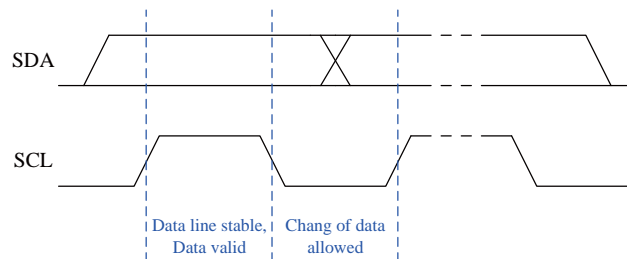 SDA
SCL
Data line stable,
Data valid
Chang of data
allowed